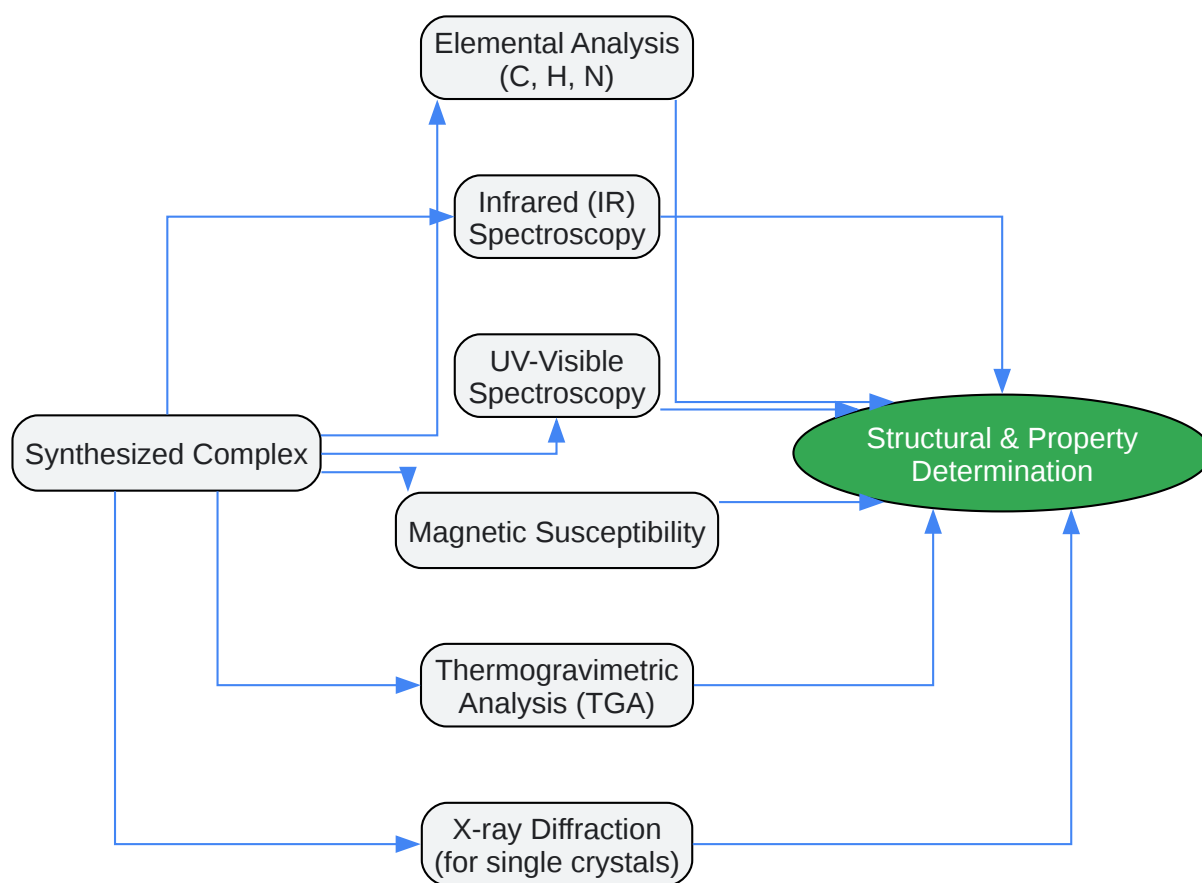 Elemental Analysis
(C, H, N)
Infrared (IR)
Spectroscopy
UV-Visible
Spectroscopy
Synthesized Complex
Structural & Property
Determination
Magnetic Susceptibility
Thermogravimetric
Analysis (TGA)
X-ray Diffraction
(for single crystals)